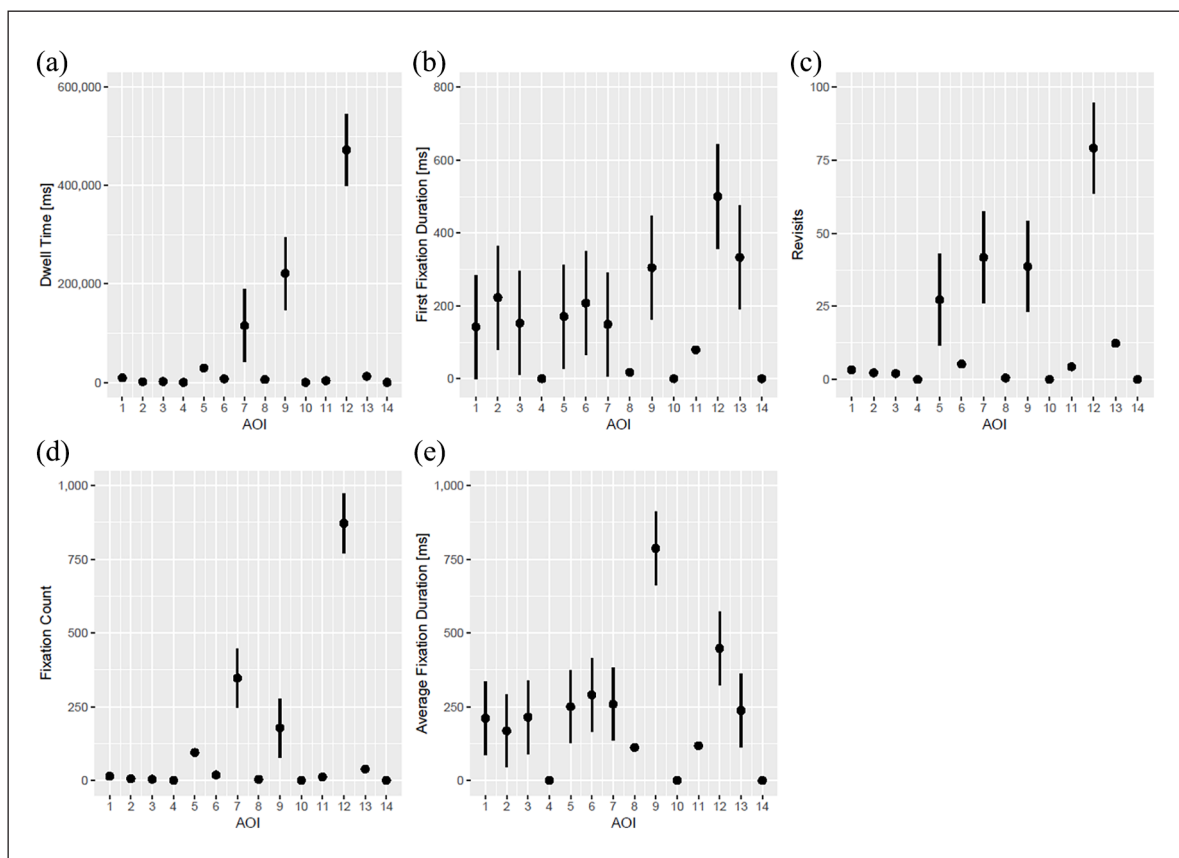 (a)
Dwell Time [ms]
600,000
400,000
200,000
0
1 2 3 4 5 6 7 8 9 10 11 12 13 14
AOI
(b)
First Fixation Duration [ms]
800
600
400
200
0
1 2 3 4 5 6 7 8 9 10 11 12 13 14
AOI
(c)
Revisits
100
75
50
25
0
1 2 3 4 5 6 7 8 9 10 11 12 13 14
AOI
(d)
Fixation Count
1,000
750
500
250
0
1 2 3 4 5 6 7 8 9 10 11 12 13 14
AOI
(e)
Average Fixation Duration [ms]
1,000
750
500
250
0
1 2 3 4 5 6 7 8 9 10 11 12 13 14
AOI